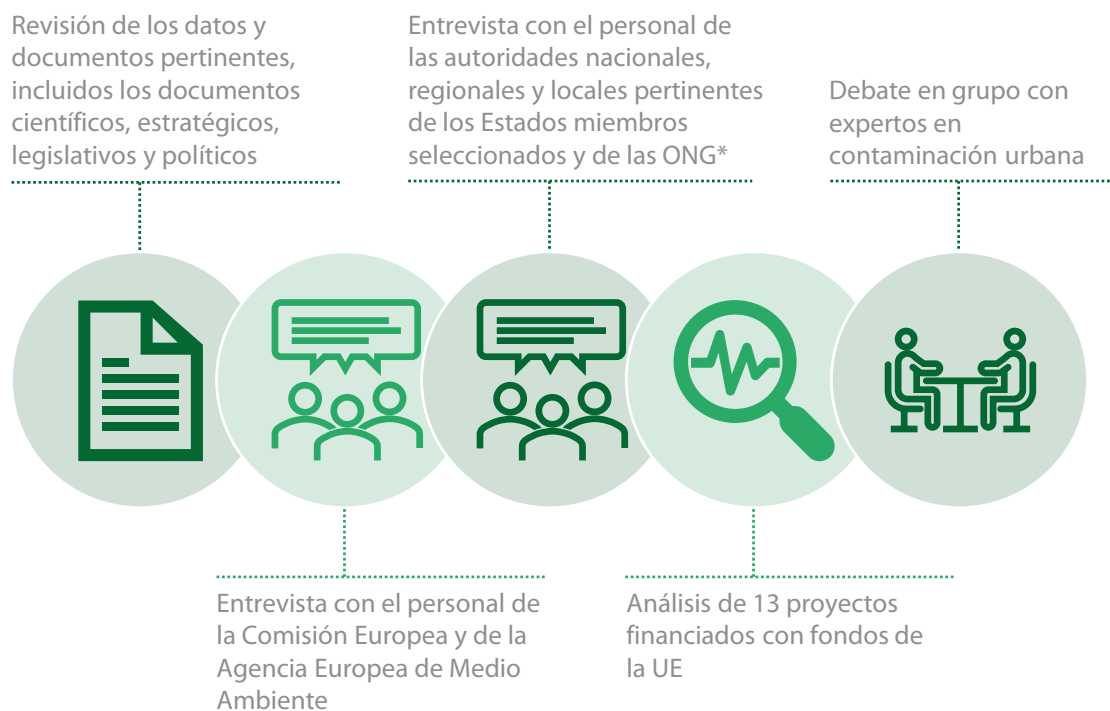 Revisión de los datos y
documentos pertinentes,
incluidos los documentos
científicos, estratégicos,
legislativos y políticos
Entrevista con el personal de
la Comisión Europea y de la
Agencia Europea de Medio
Ambiente
Entrevista con el personal de
las autoridades nacionales,
regionales y locales pertinentes
de los Estados miembros
seleccionados y de las ONG*
Análisis de 13 proyectos
financiados con fondos de
la UE
Debate en grupo con
expertos en
contaminación urbana